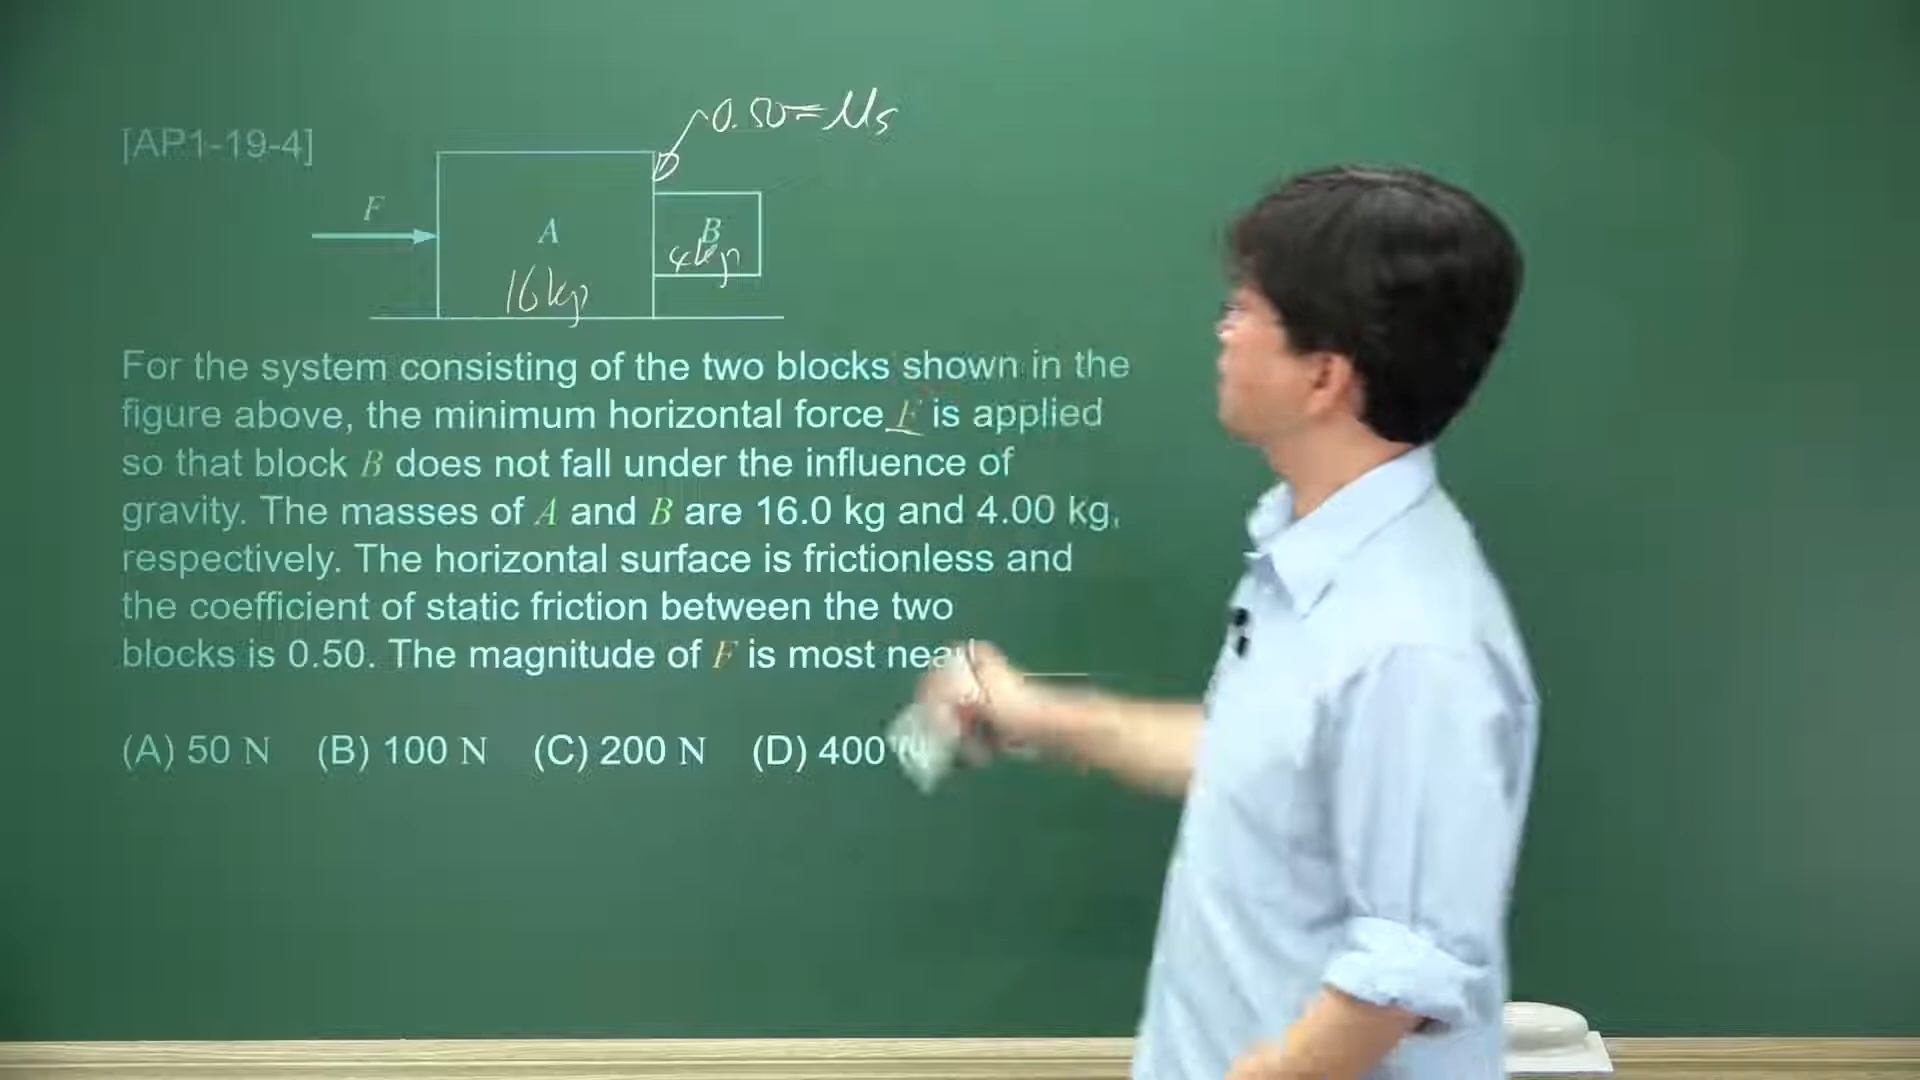 [AP1-19-4]
0.50=μs
F
A
B
4kg
16kg
For the system consisting of the two blocks shown in the
figure above, the minimum horizontal force F is applied
so that block B does not fall under the influence of
gravity. The masses of A and B are 16.0 kg and 4.00 kg,
respectively. The horizontal surface is frictionless and
the coefficient of static friction between the two
blocks is 0.50. The magnitude of F is most
(A) 50 N (B) 100 N (C) 200 N (D) 400